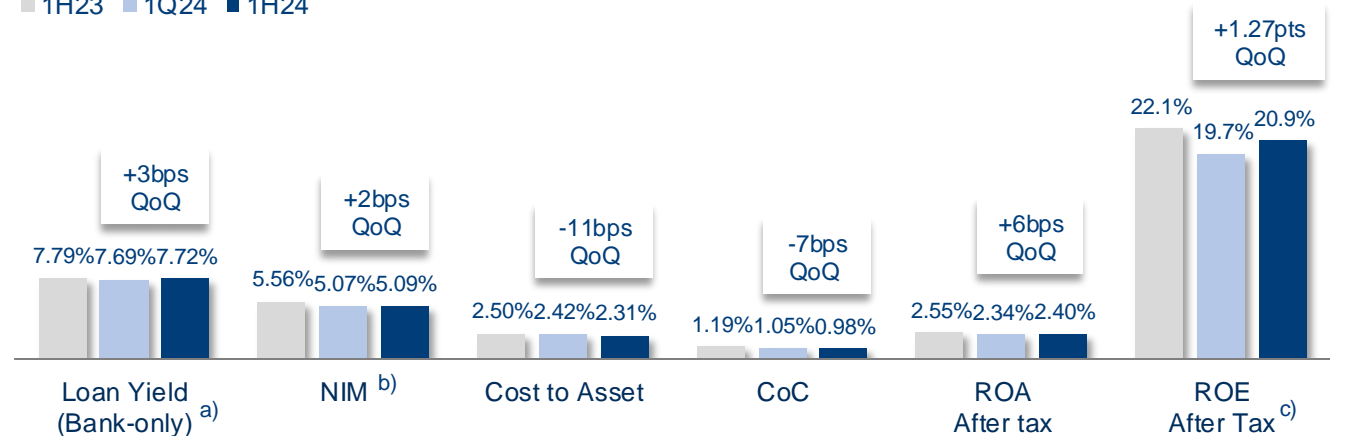 1H23 1Q24 1H24
+1.27pts
QoQ
22.1%
19.7%
20.9%
+3bps
QoQ
+2bps
QoQ
-11bps
QoQ
-7bps
QoQ
+6bps
QoQ
7.79% 7.69% 7.72%
5.56% 5.07% 5.09%
2.50% 2.42% 2.31%
1.19% 1.05% 0.98%
2.55% 2.34% 2.40%
Loan Yield
(Bank-only) a)
NIM b)
Cost to Asset
CoC
ROA
After tax
ROE
After Tax c)